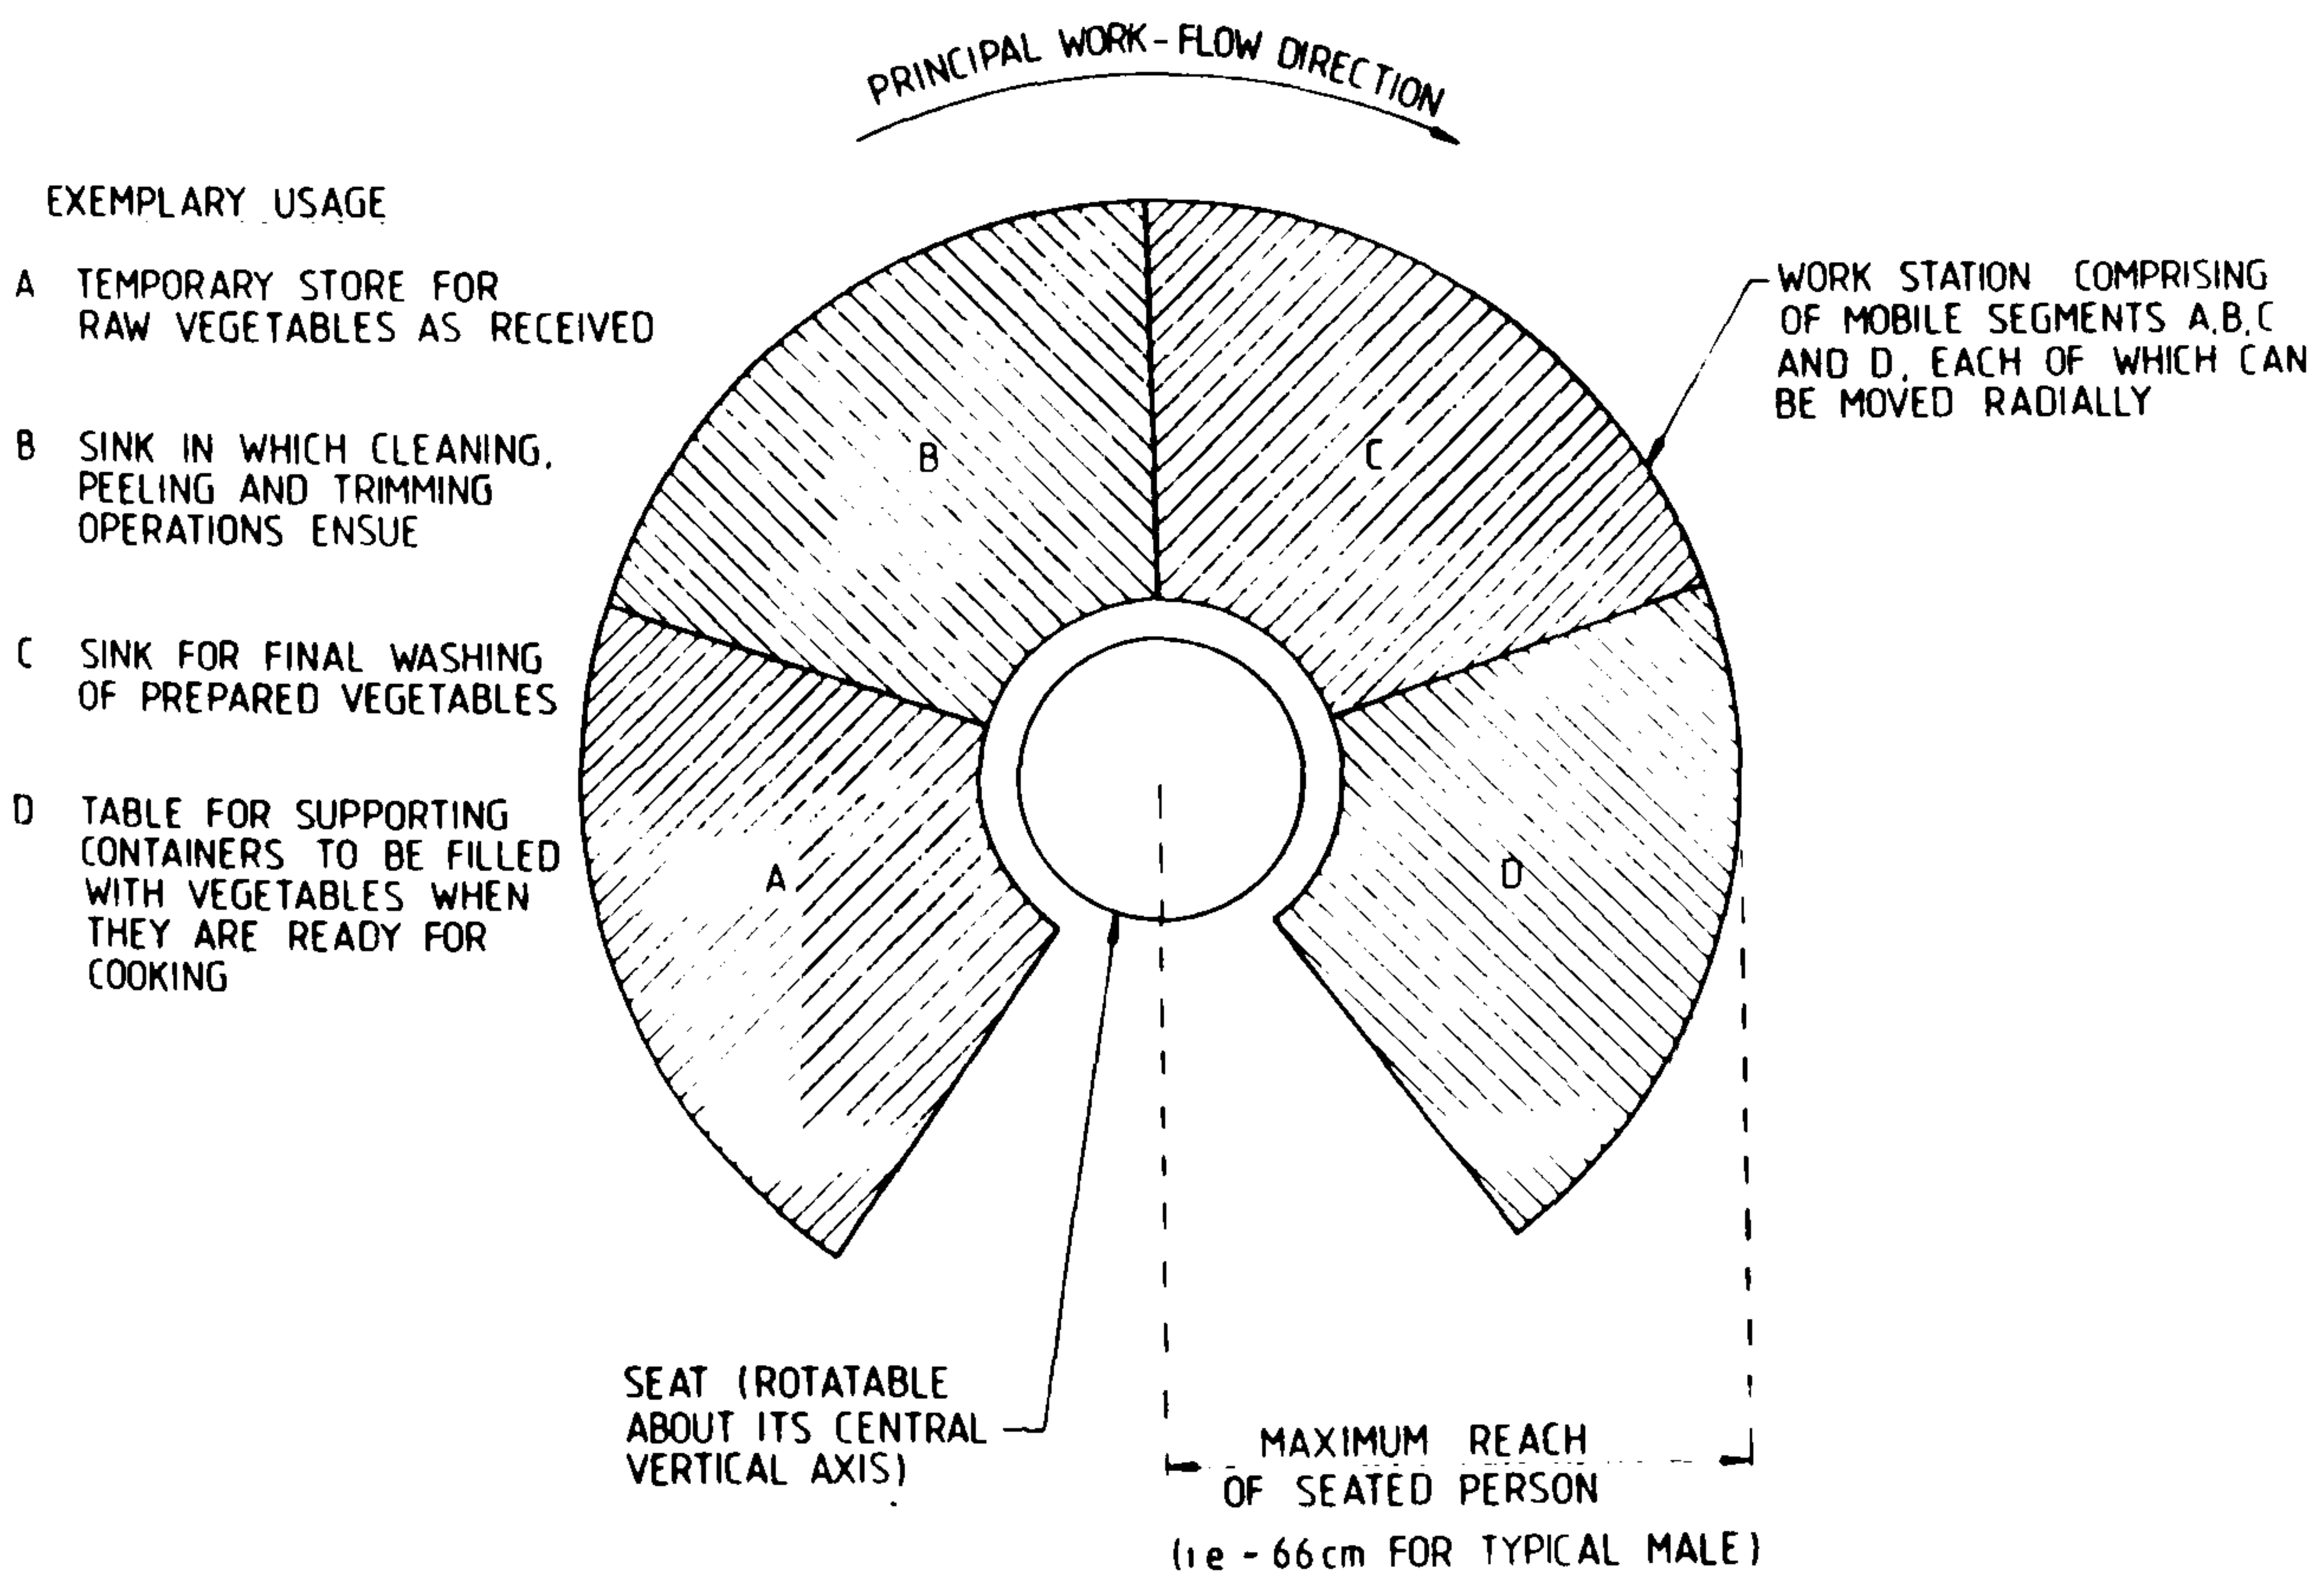 PRINCIPAL WORK-FLOW DIRECTION
EXEMPLARY USAGE
A TEMPORARY STORE FOR
RAW VEGETABLES AS RECEIVED
B SINK IN WHICH CLEANING,
PEELING AND TRIMMING
OPERATIONS ENSUE
C SINK FOR FINAL WASHING
OF PREPARED VEGETABLES
D TABLE FOR SUPPORTING
CONTAINERS TO BE FILLED
WITH VEGETABLES WHEN
THEY ARE READY FOR
COOKING
WORK STATION COMPRISING
OF MOBILE SEGMENTS A,B,C
AND D, EACH OF WHICH CAN
BE MOVED RADIALLY
B
C
A
D
SEAT (ROTATABLE
ABOUT ITS CENTRAL
VERTICAL AXIS)
MAXIMUM REACH
OF SEATED PERSON
(ie - 66cm FOR TYPICAL MALE)